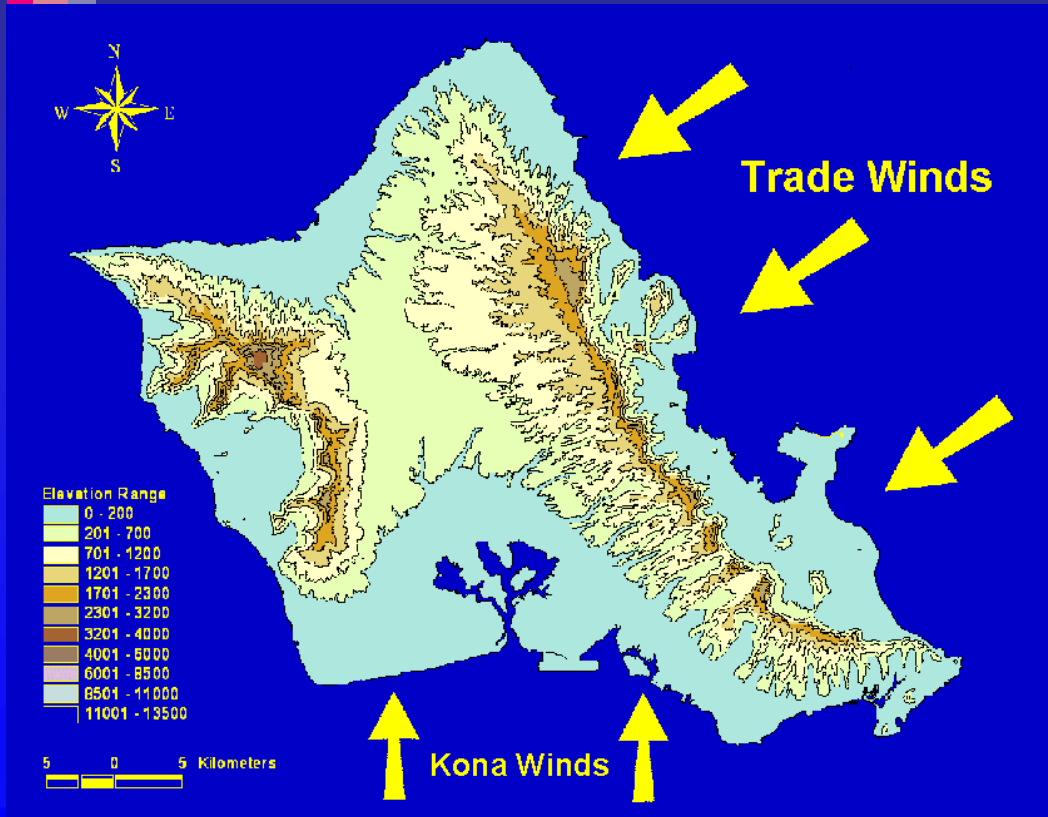 N
W E
S
Trade Winds
Elevation Range
0 - 200
201 - 700
701 - 1200
1201 - 1700
1701 - 2300
2301 - 3200
3201 - 4000
4001 - 6000
6001 - 8500
8501 - 11000
11001 - 13500
5 0 5 Kilometers
Kona Winds